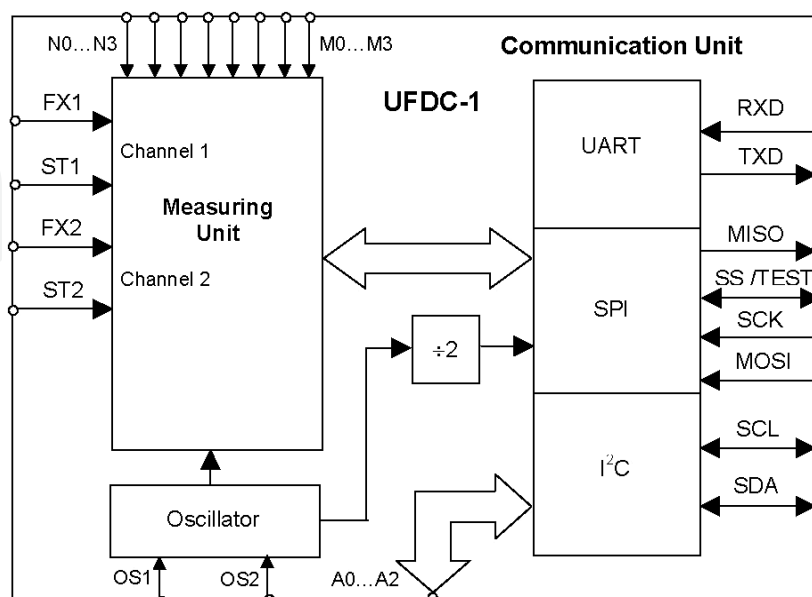 N0...N3
M0...M3
Communication Unit
UFDC-1
FX1
ST1
FX2
ST2
Channel 1
Measuring
Unit
Channel 2
UART
SPI
I²C
÷2
Oscillator
OS1
OS2
A0...A2
RXD
TXD
MISO
SS /TEST
SCK
MOSI
SCL
SDA